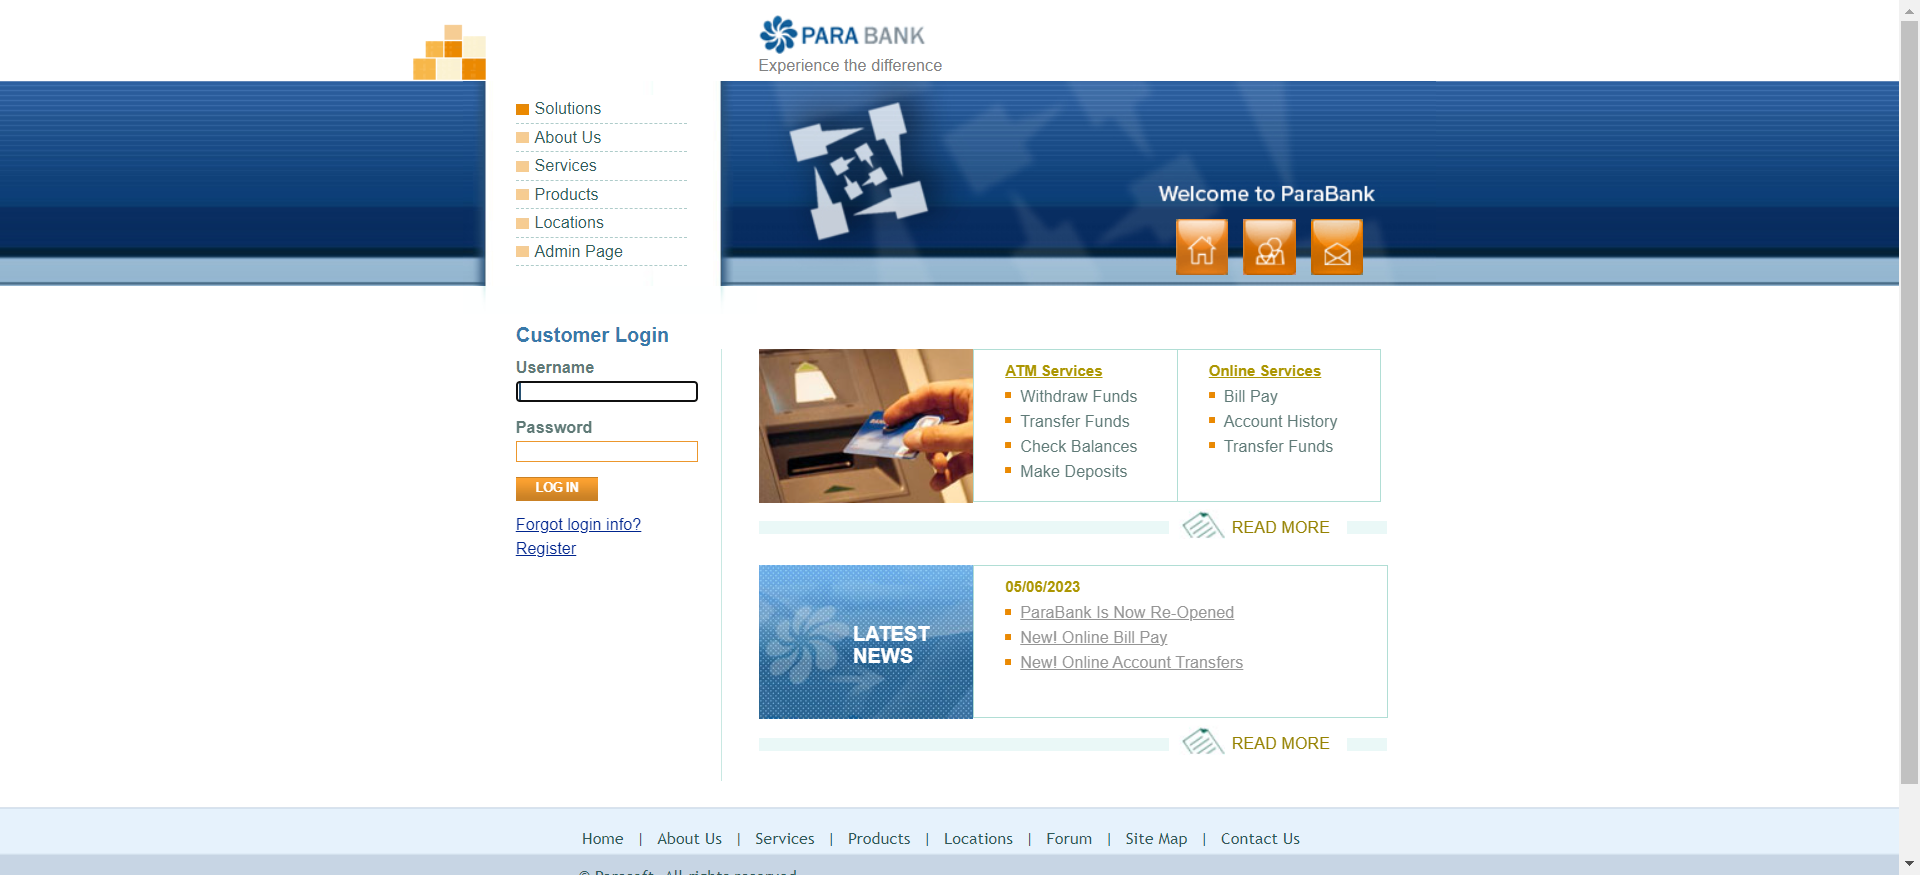 PARA BANK
Experience the difference
Solutions
About Us
Services
Products
Locations
Admin Page
Welcome to ParaBank
Customer Login
Username
Password
LOG IN
Forgot login info?
Register
ATM Services
Withdraw Funds
Transfer Funds
Check Balances
Make Deposits
Online Services
Bill Pay
Account History
Transfer Funds
READ MORE
LATEST
NEWS
05/06/2023
ParaBank Is Now Re-Opened
New! Online Bill Pay
New! Online Account Transfers
READ MORE
Home | About Us | Services | Products | Locations | Forum | Site Map | Contact Us
© Parasoft. All rights reserved.